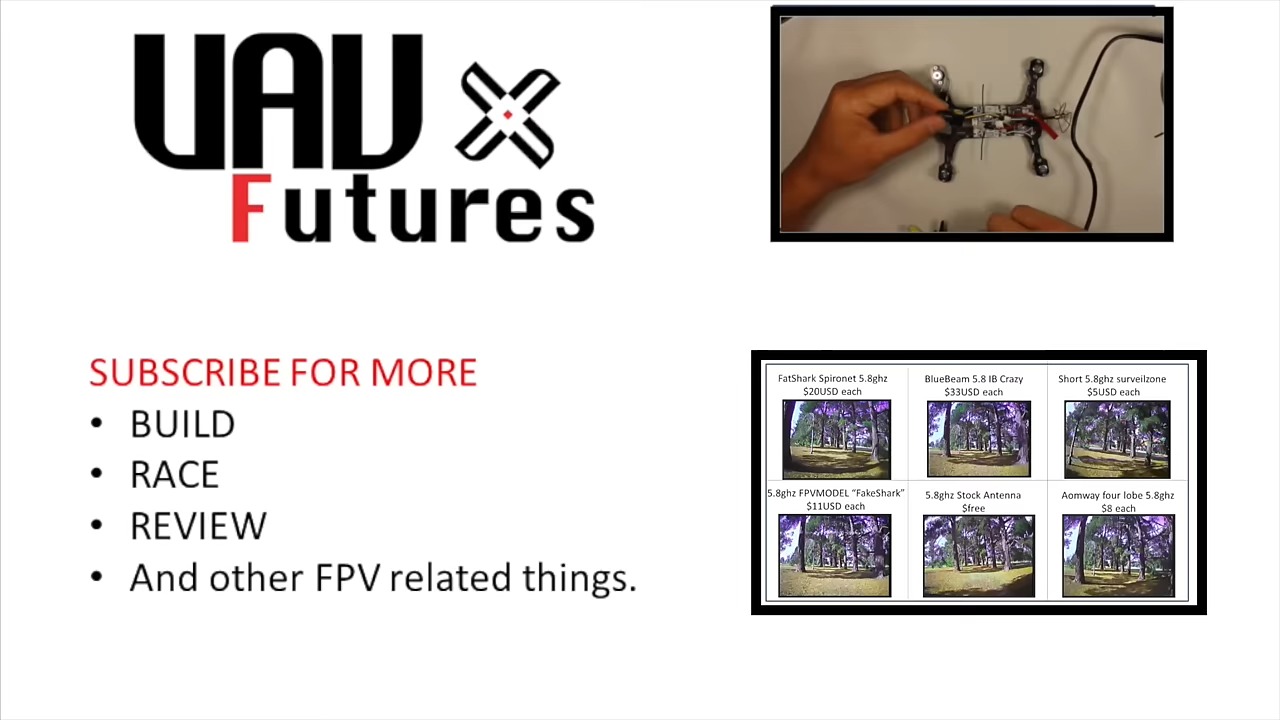 UAV
Futures
SUBSCRIBE FOR MORE
• BUILD
• RACE
• REVIEW
• And other FPV related things.
FatShark Spironet 5.8ghz
$20USD each
BlueBeam 5.8 IB Crazy
$33USD each
Short 5.8ghz surveilzone
$5USD each
5.8ghz FPVMODEL “FakeShark”
$11USD each
5.8ghz Stock Antenna
$free
Aomway four lobe 5.8ghz
$8 each